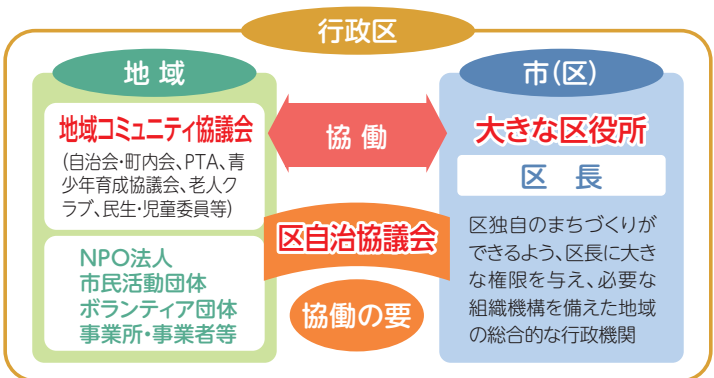 行政区
地域
地域コミュニティ協議会
(自治会・町内会、PTA、青
少年育成協議会、老人ク
ラブ、民生・児童委員等)
NPO法人
市民活動団体
ボランティア団体
事業所・事業者等
協働
区自治協議会
協働の要
市(区)
大きな区役所
区長
区独自のまちづくりが
できるよう、区長に大き
な権限を与え、必要な
組織機構を備えた地域
の総合的な行政機関